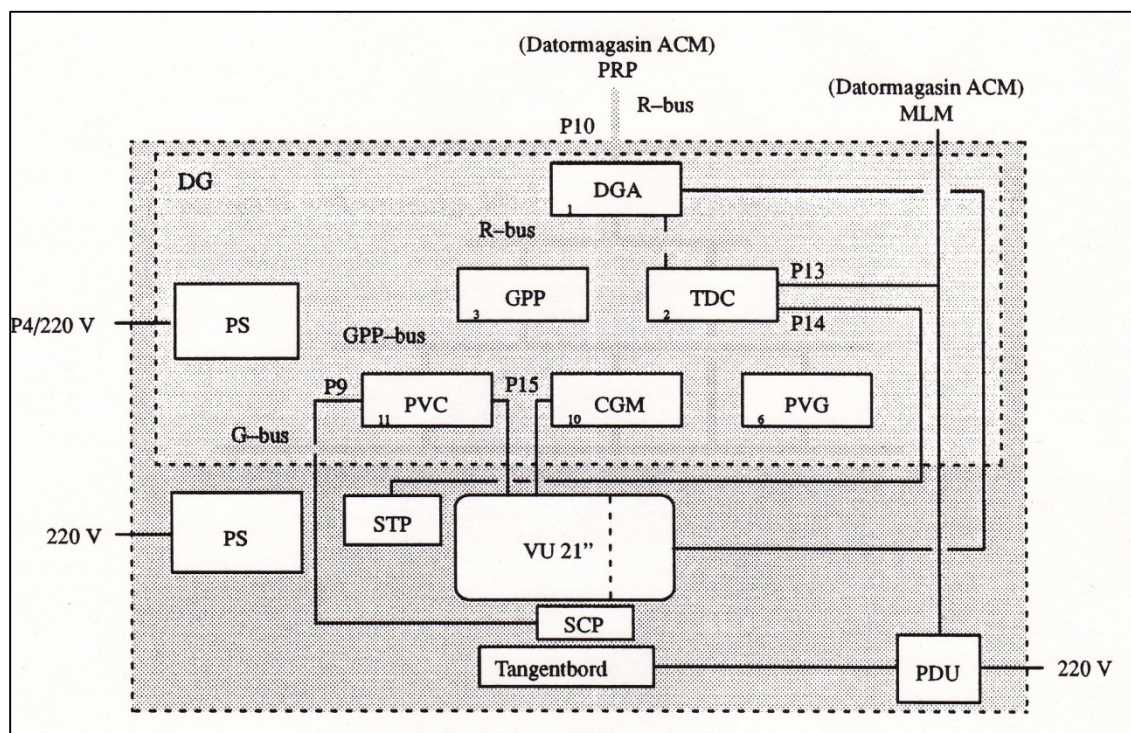 (Datormagasin ACM)
PRP
(Datormagasin ACM)
MLM
R–bus
P10
DG
DGA
1
R–bus
P13
GPP
3
TDC
2
P14
P4/220 V
PS
GPP–bus
P9
PVC
11
P15
CGM
10
PVG
6
G–bus
220 V
PS
STP
VU 21”
SCP
Tangentbord
PDU
220 V